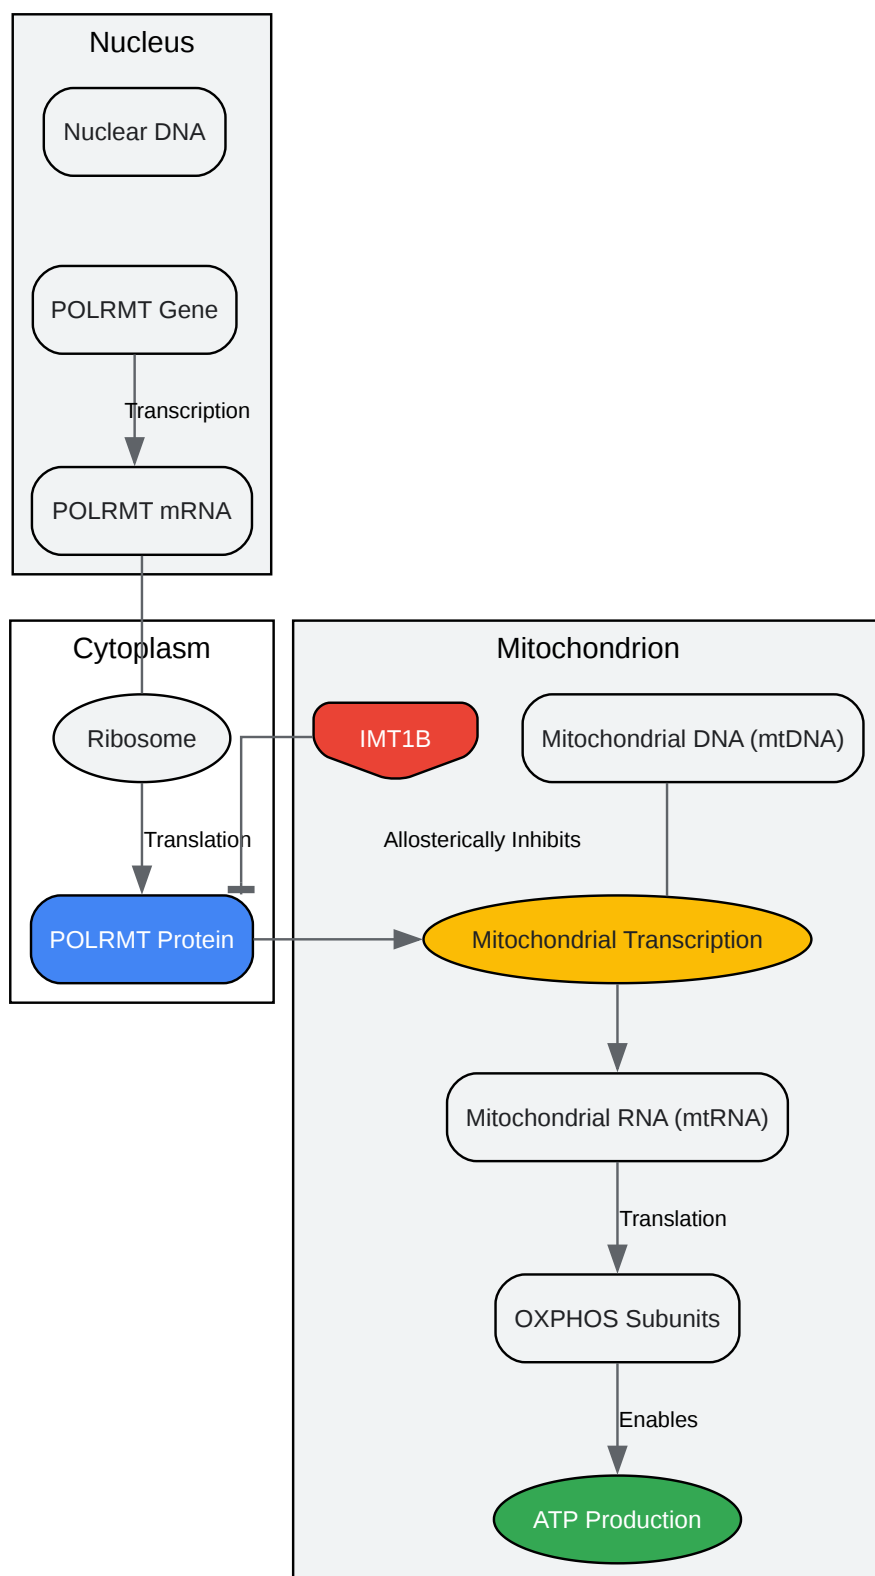 Nucleus
Nuclear DNA
POLRMT Gene
Transcription
POLRMT mRNA
Cytoplasm
Ribosome
Translation
POLRMT Protein
Mitochondrion
IMT1B
Mitochondrial DNA (mtDNA)
Allosterically Inhibits
Mitochondrial Transcription
Mitochondrial RNA (mtRNA)
Translation
OXPHOS Subunits
Enables
ATP Production